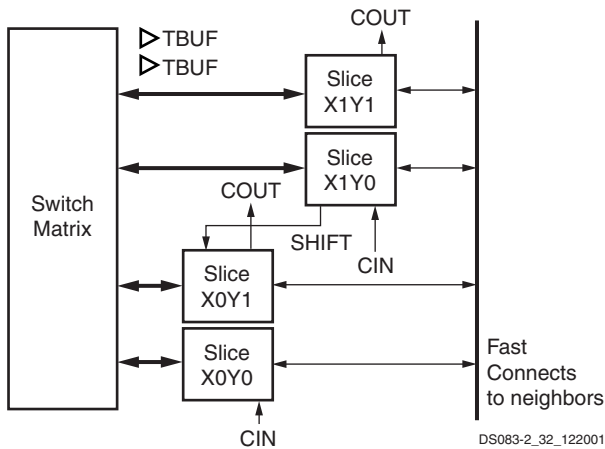 COUT
TBUF
TBUF
Slice
X1Y1
Slice
X1Y0
Switch
Matrix
COUT
SHIFT
CIN
Slice
X0Y1
Slice
X0Y0
Fast
Connects
to neighbors
CIN
DS083-2_32_122001